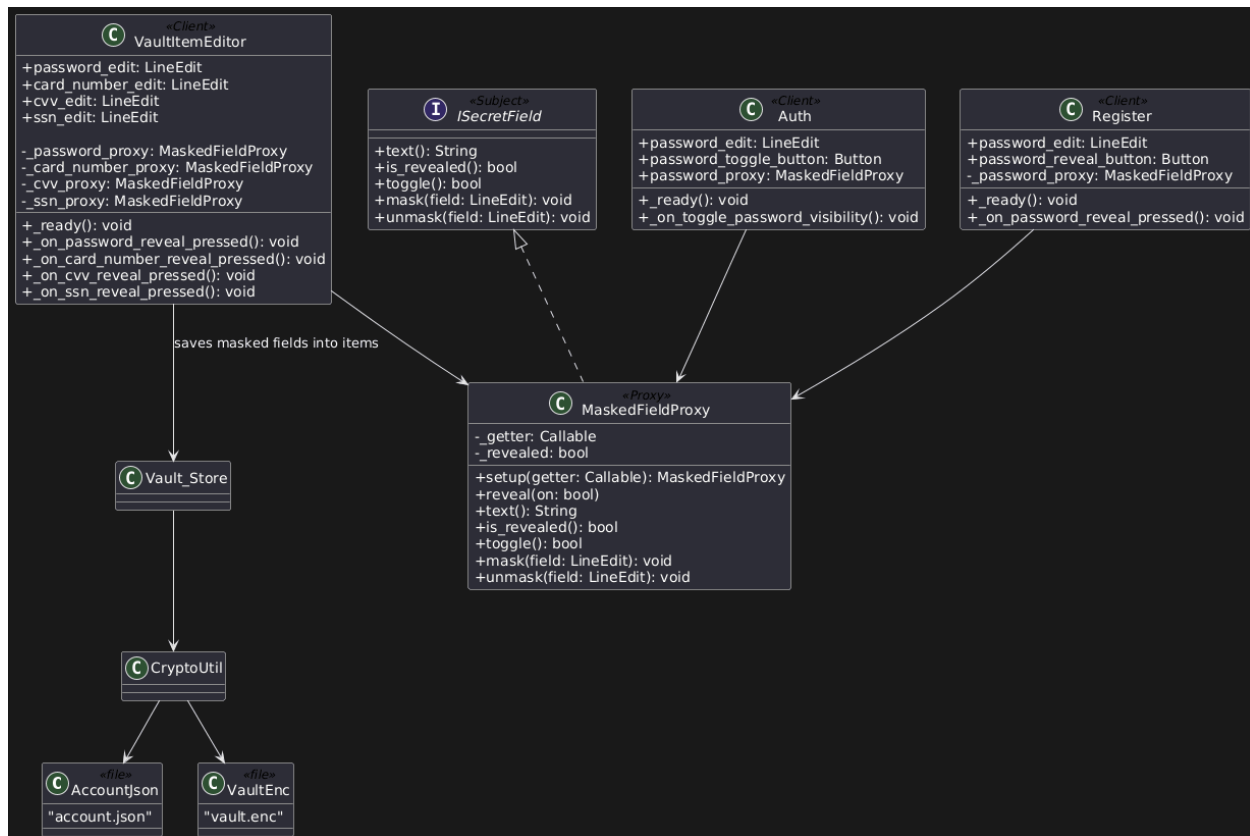 «Client»
C VaultItemEditor
+password_edit: LineEdit
+card_number_edit: LineEdit
+cvv_edit: LineEdit
+ssn_edit: LineEdit
-_password_proxy: MaskedFieldProxy
-_card_number_proxy: MaskedFieldProxy
-_cvv_proxy: MaskedFieldProxy
-_ssn_proxy: MaskedFieldProxy
+_ready(): void
+_on_password_reveal_pressed(): void
+_on_card_number_reveal_pressed(): void
+_on_cvv_reveal_pressed(): void
+_on_ssn_reveal_pressed(): void
«Subject»
I ISecretField
+text(): String
+is_revealed(): bool
+toggle(): bool
+mask(field: LineEdit): void
+unmask(field: LineEdit): void
«Client»
C Auth
+password_edit: LineEdit
+password_toggle_button: Button
+password_proxy: MaskedFieldProxy
+_ready(): void
+_on_toggle_password_visibility(): void
«Client»
C Register
+password_edit: LineEdit
+password_reveal_button: Button
-_password_proxy: MaskedFieldProxy
+_ready(): void
+_on_password_reveal_pressed(): void
saves masked fields into items
«Proxy»
C MaskedFieldProxy
-_getter: Callable
-_revealed: bool
+setup(getter: Callable): MaskedFieldProxy
+reveal(on: bool)
+text(): String
+is_revealed(): bool
+toggle(): bool
+mask(field: LineEdit): void
+unmask(field: LineEdit): void
C Vault_Store
C CryptoUtil
«file»
C AccountJson
"account.json"
«file»
C VaultEnc
"vault.enc"